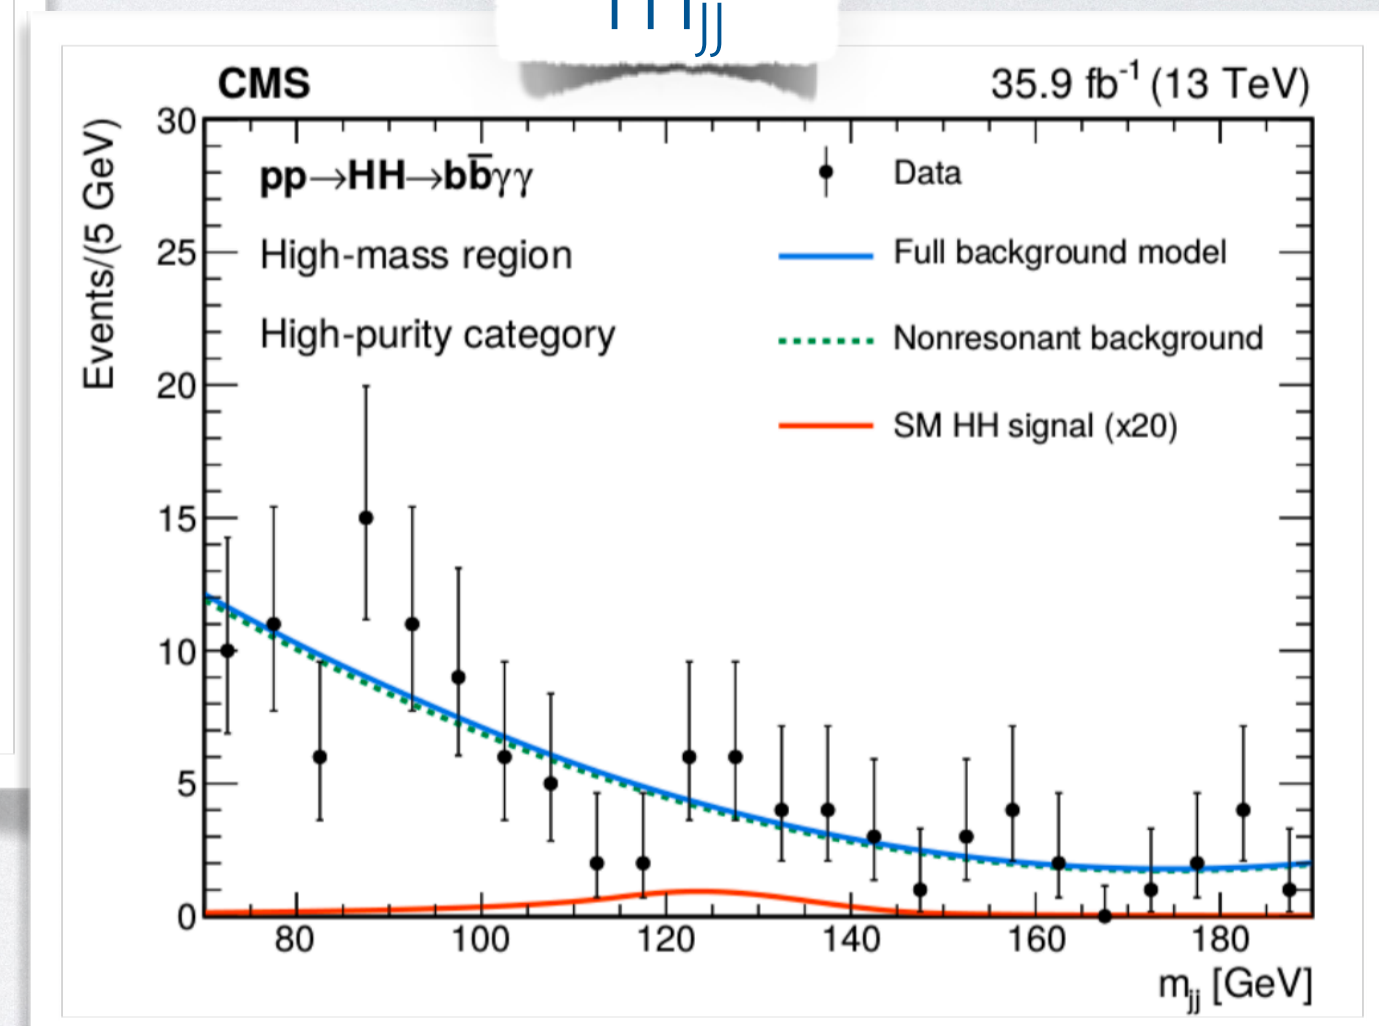 mjj
CMS
35.9 fb⁻¹ (13 TeV)
Events/(5 GeV)
pp→HH→bb̅γγ
High-mass region
High-purity category
Data
Full background model
Nonresonant background
SM HH signal (x20)
30
25
20
15
10
5
0
80 100 120 140 160 180
mjj [GeV]